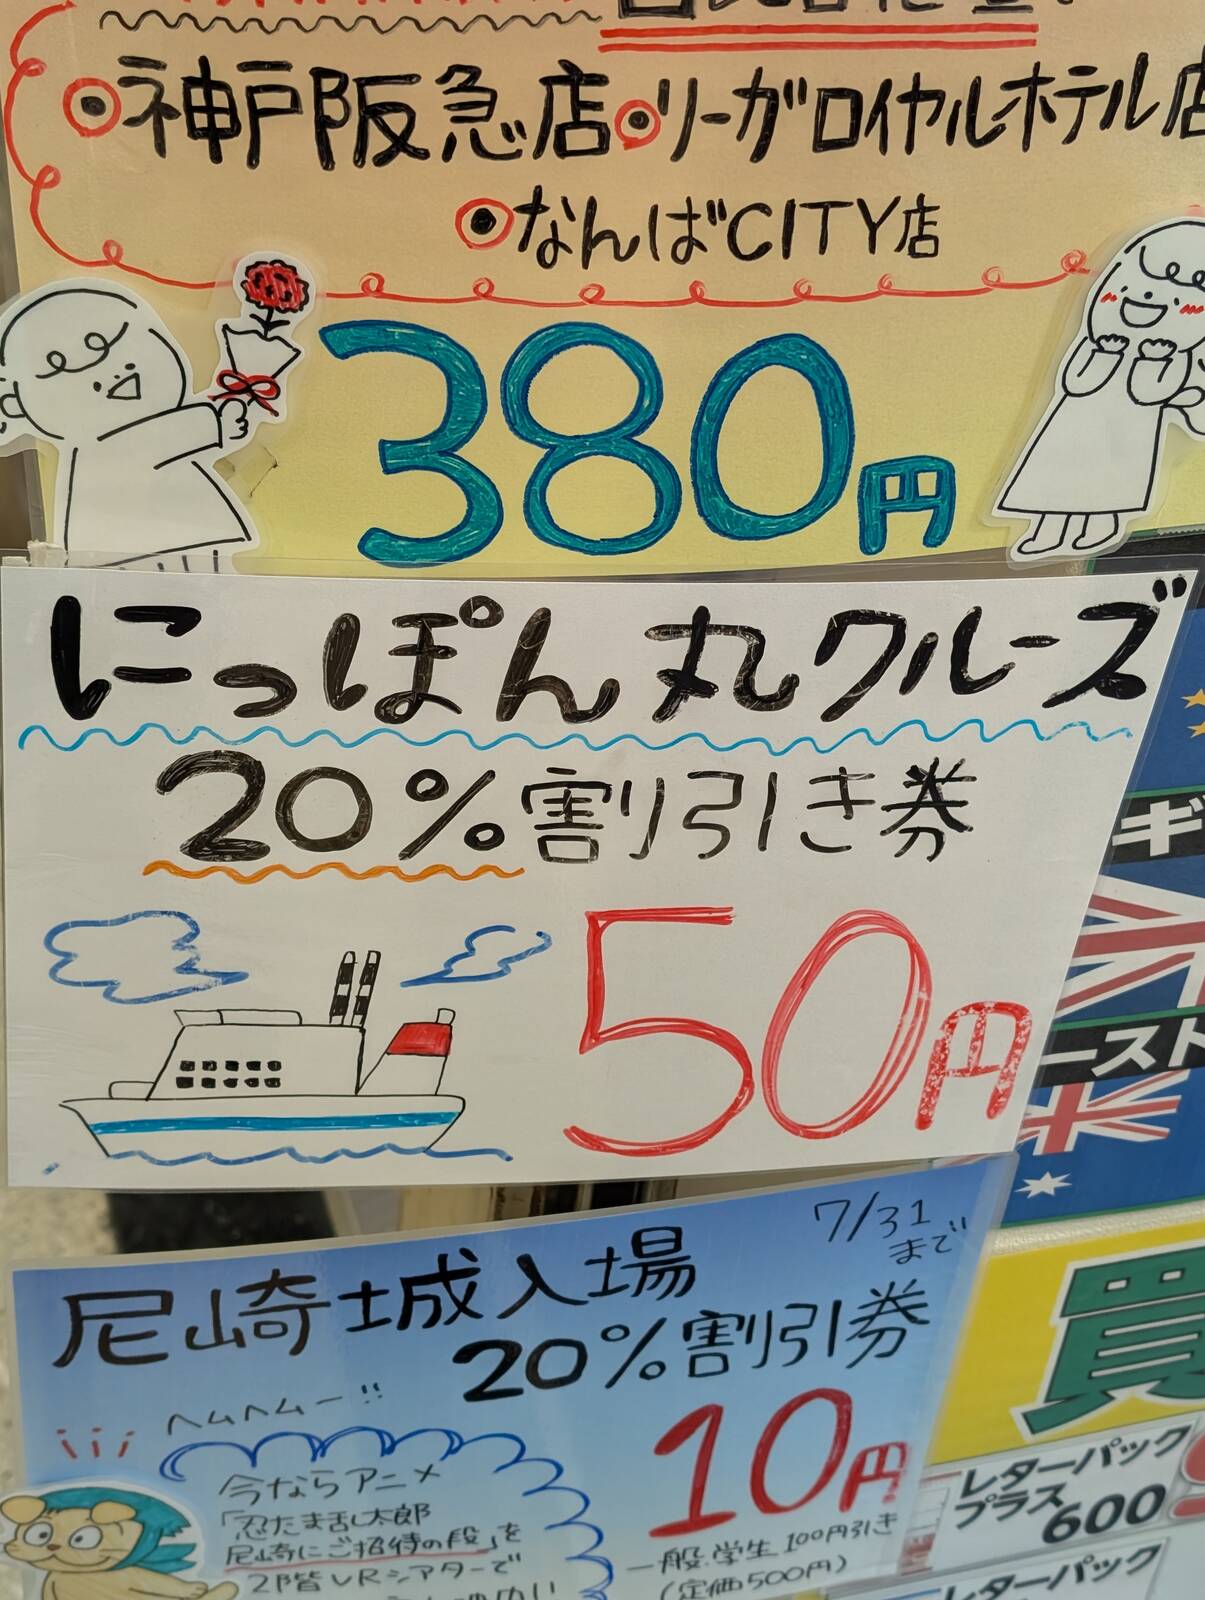 神戸阪急店 リーガロイヤルホテル店
なんばCITY店
380円
にっぽん丸クルーズ
20%割引き券
50円
ギ
ースト
7/31
まで
尼崎城入場
20%割引券
10円
ヘムヘムー!!
今ならアニメ
「忍たま乱太郎
尼崎にご招待の段」を
2階VRシアターで
一般.学生100円引き
(定価500円)
買
レターパック
プラス
600
レターパック